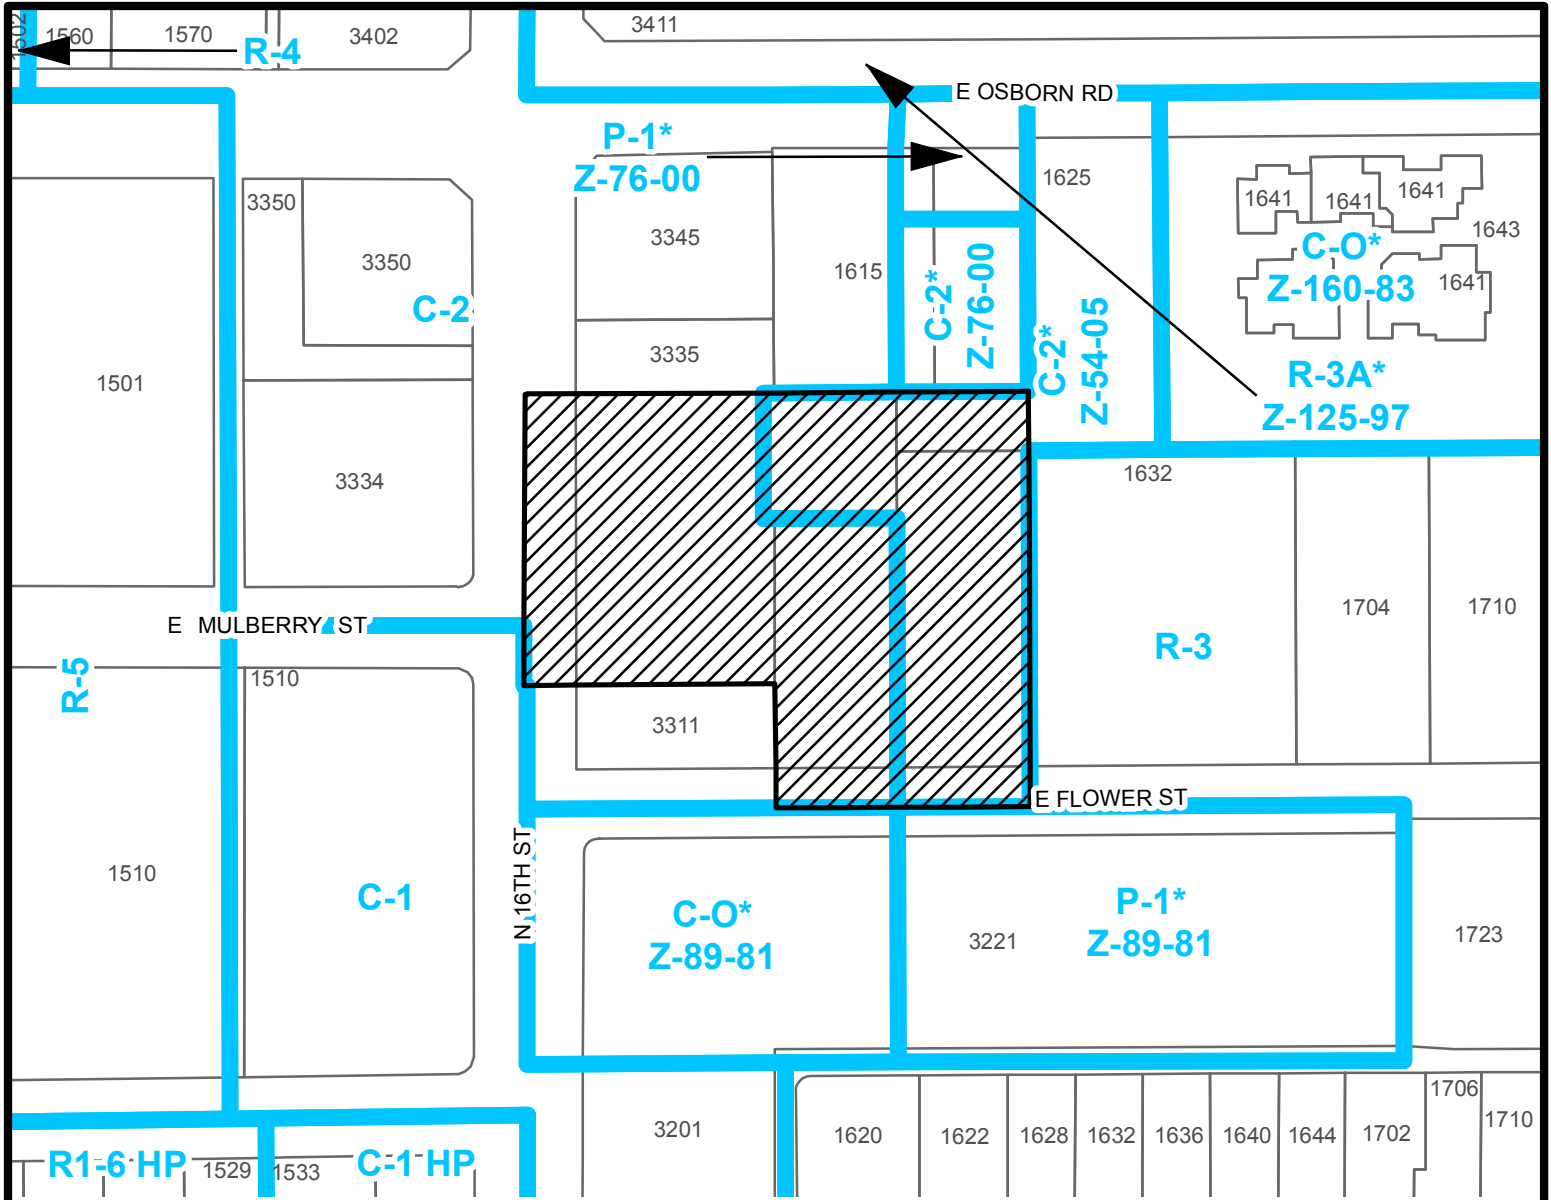 1502
1560
1570
R-4
3402
3411
E OSBORN RD
P-1*
Z-76-00
1625
1641
1641
1641
1643
3350
3350
3345
1615
C-O*
Z-160-83
1641
C-2
C-2*
Z-76-00
C-2*
Z-54-05
3335
1501
R-3A*
Z-125-97
3334
1632
1704
1710
E MULBERRY ST
R-3
R-5
1510
3311
E FLOWER ST
N 16TH ST
1510
C-1
C-O*
Z-89-81
3221
P-1*
Z-89-81
1723
3201
1620
1622
1628
1632
1636
1640
1644
1702
1706
1710
R1-6 HP
1529
1533
C-1 HP